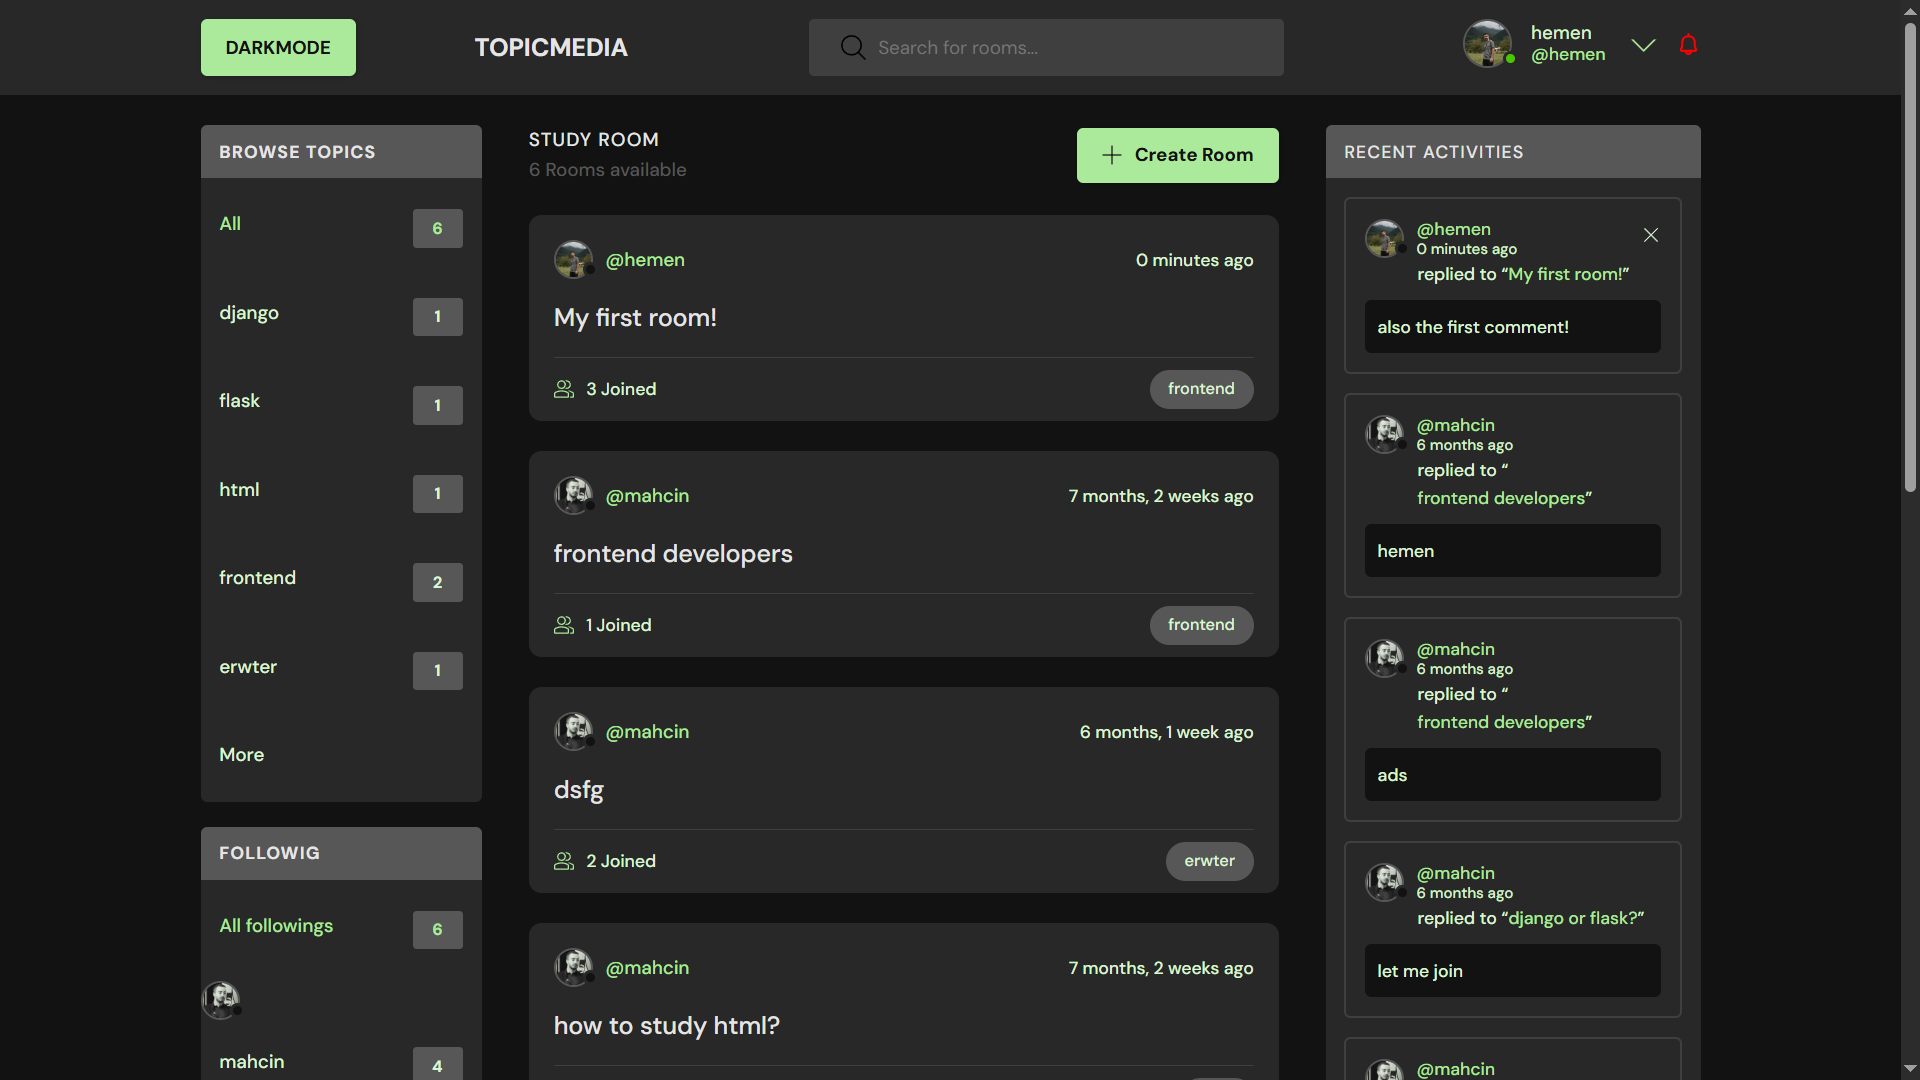 DARKMODE
TOPICMEDIA
Search for rooms...
hemen
@hemen
BROWSE TOPICS
All 6
django 1
flask 1
html 1
frontend 2
erwter 1
More
FOLLOWIG
All followings 6
mahcin 4
STUDY ROOM
6 Rooms available
Create Room
@hemen 0 minutes ago
My first room!
3 Joined frontend
@mahcin 7 months, 2 weeks ago
frontend developers
1 Joined frontend
@mahcin 6 months, 1 week ago
dsfg
2 Joined erwter
@mahcin 7 months, 2 weeks ago
how to study html?
RECENT ACTIVITIES
@hemen
0 minutes ago
replied to “My first room!”
also the first comment!
@mahcin
6 months ago
replied to “
frontend developers”
hemen
@mahcin
6 months ago
replied to “
frontend developers”
ads
@mahcin
6 months ago
replied to “django or flask?”
let me join
@mahcin